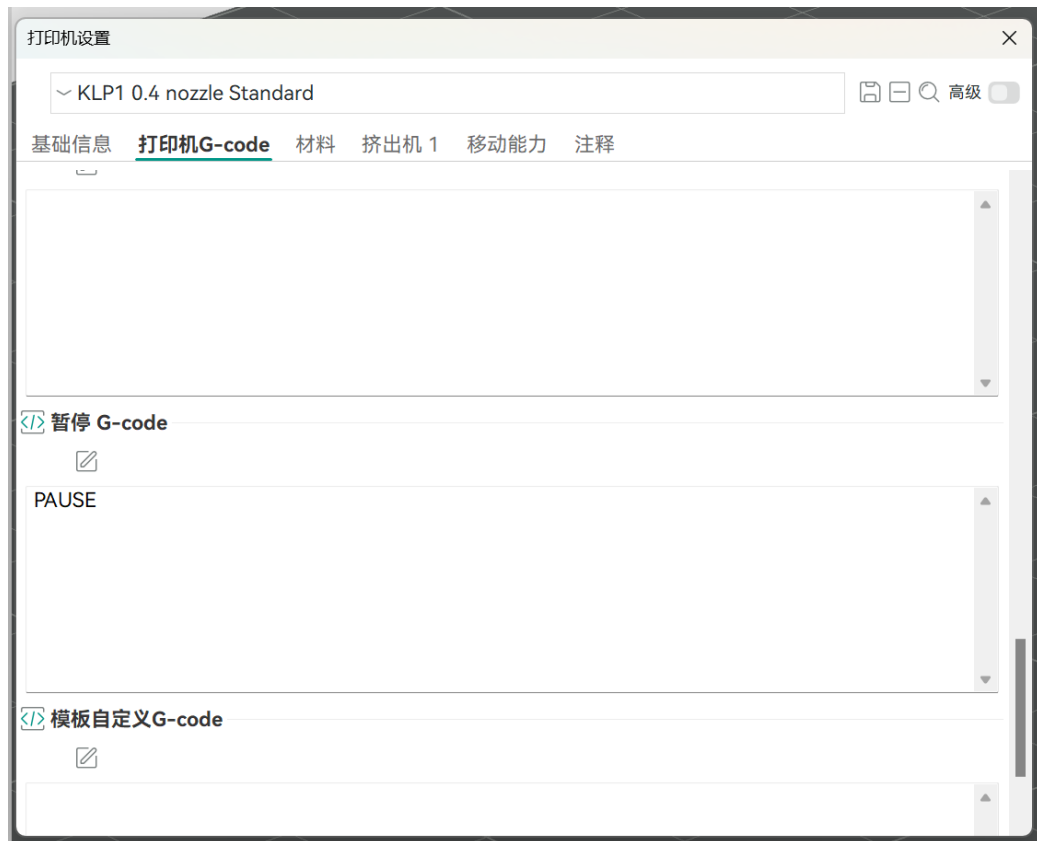 打印机设置
KLP1 0.4 nozzle Standard
高级
基础信息 打印机G-code 材料 挤出机 1 移动能力 注释
</> 暂停 G-code
PAUSE
</> 模板自定义G-code